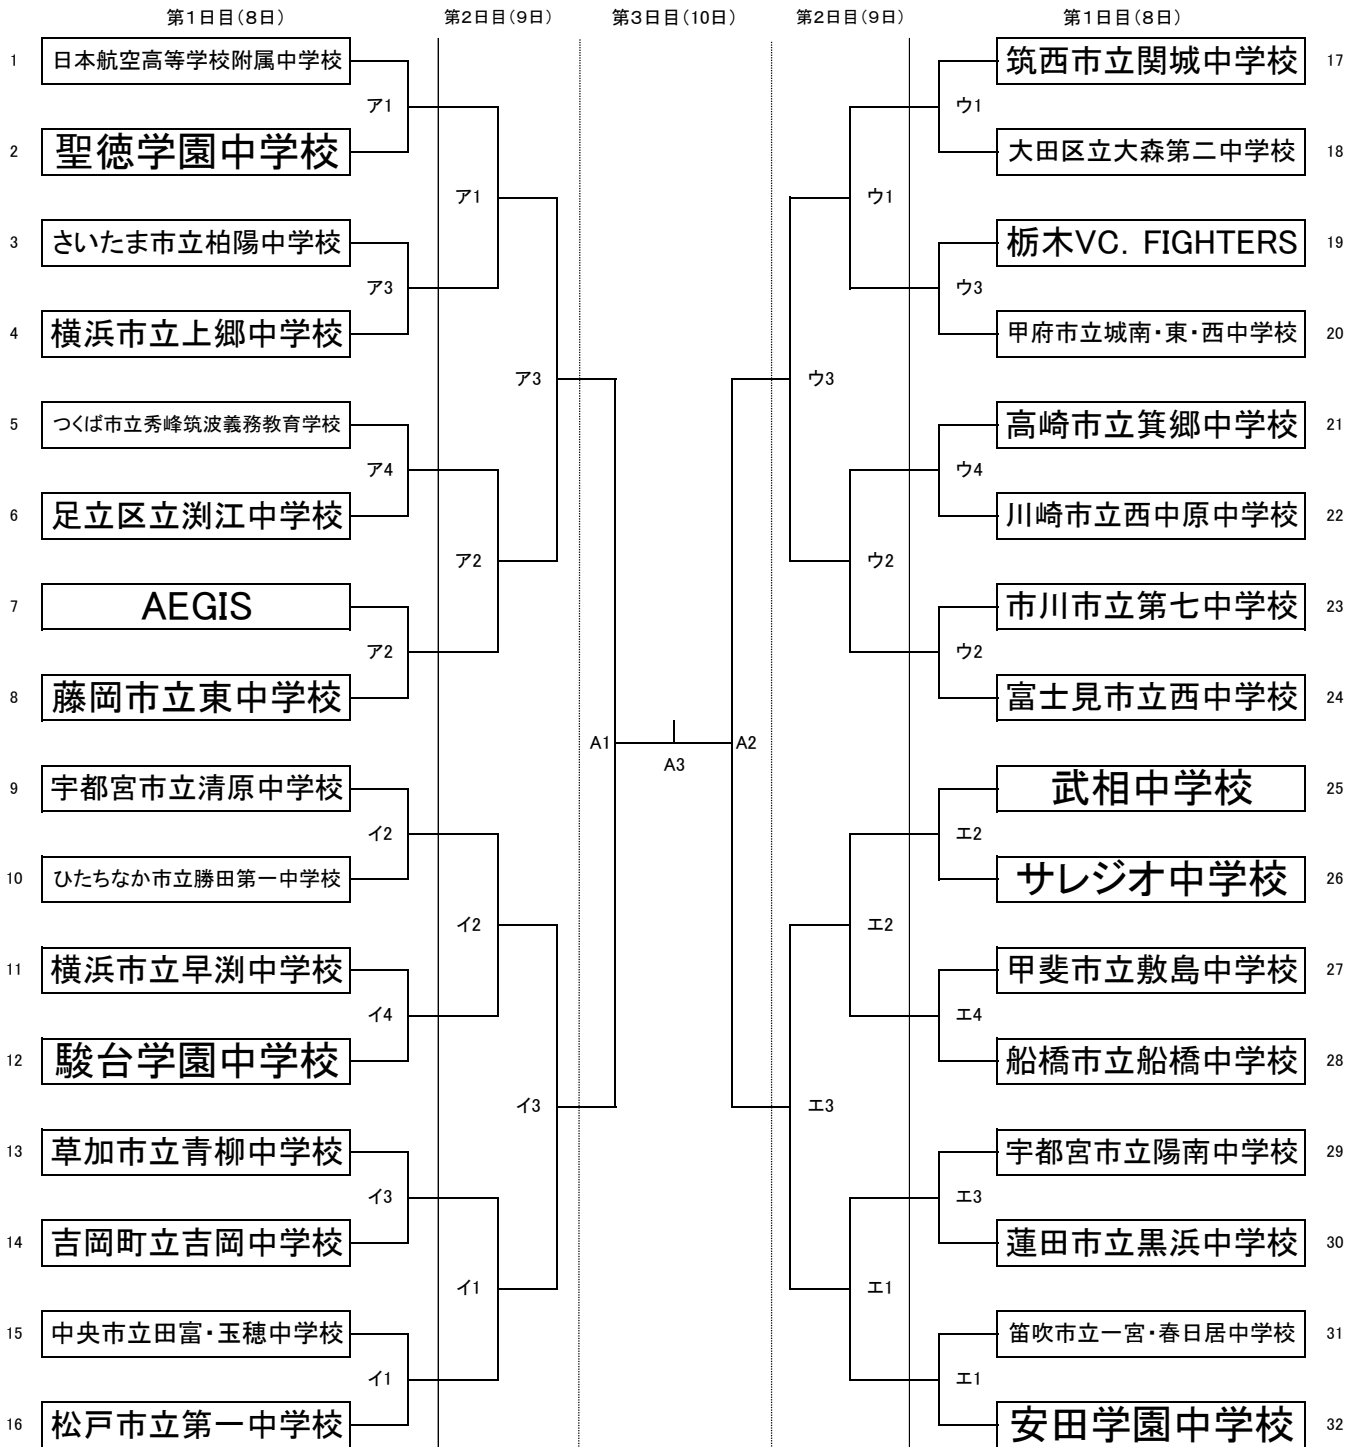 第1日目(8日)
第2日目(9日)
第3日目(10日)
第2日目(9日)
第1日目(8日)
1 日本航空高等学校附属中学校
ア1
2 聖徳学園中学校
ア1
3 さいたま市立柏陽中学校
ア3
4 横浜市立上郷中学校
ア3
5 つくば市立秀峰筑波義務教育学校
ア4
6 足立区立渕江中学校
ア2
7 AEGIS
ア2
8 藤岡市立東中学校
A1
A3
A2
9 宇都宮市立清原中学校
イ2
10 ひたちなか市立勝田第一中学校
イ2
11 横浜市立早渕中学校
イ4
12 駿台学園中学校
イ3
13 草加市立青柳中学校
イ3
14 吉岡町立吉岡中学校
イ1
15 中央市立田富・玉穂中学校
イ1
16 松戸市立第一中学校
筑西市立関城中学校 17
ウ1
大田区立大森第二中学校 18
ウ1
栃木VC. FIGHTERS 19
ウ3
甲府市立城南・東・西中学校 20
ウ3
高崎市立箕郷中学校 21
ウ4
川崎市立西中原中学校 22
ウ2
市川市立第七中学校 23
ウ2
富士見市立西中学校 24
武相中学校 25
エ2
サレジオ中学校 26
エ2
甲斐市立敷島中学校 27
エ4
船橋市立船橋中学校 28
エ3
宇都宮市立陽南中学校 29
エ3
蓮田市立黒浜中学校 30
エ1
笛吹市立一宮・春日居中学校 31
エ1
安田学園中学校 32